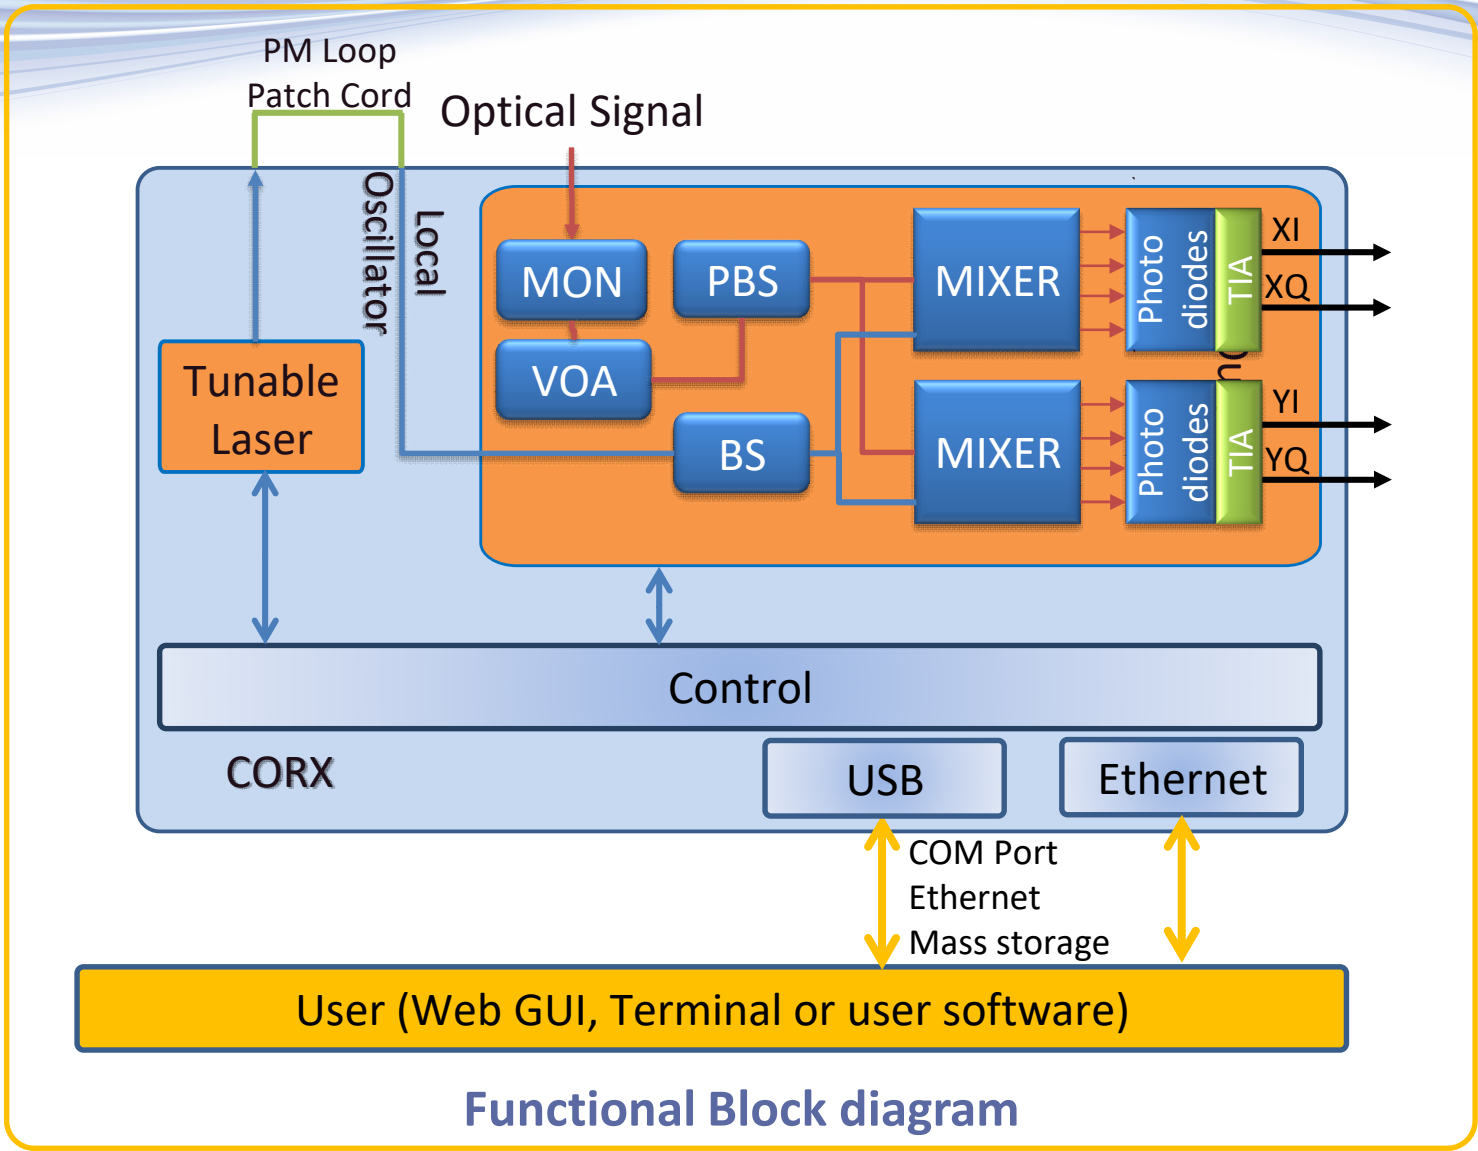 PM Loop
Patch Cord
Optical Signal
Local
Oscillator
MON
PBS
MIXER
Photo
diodes
TIA
XI
XQ
VOA
Tunable
Laser
BS
MIXER
Photo
diodes
TIA
YI
YQ
Control
CORX
USB
Ethernet
COM Port
Ethernet
Mass storage
User (Web GUI, Terminal or user software)
Functional Block diagram